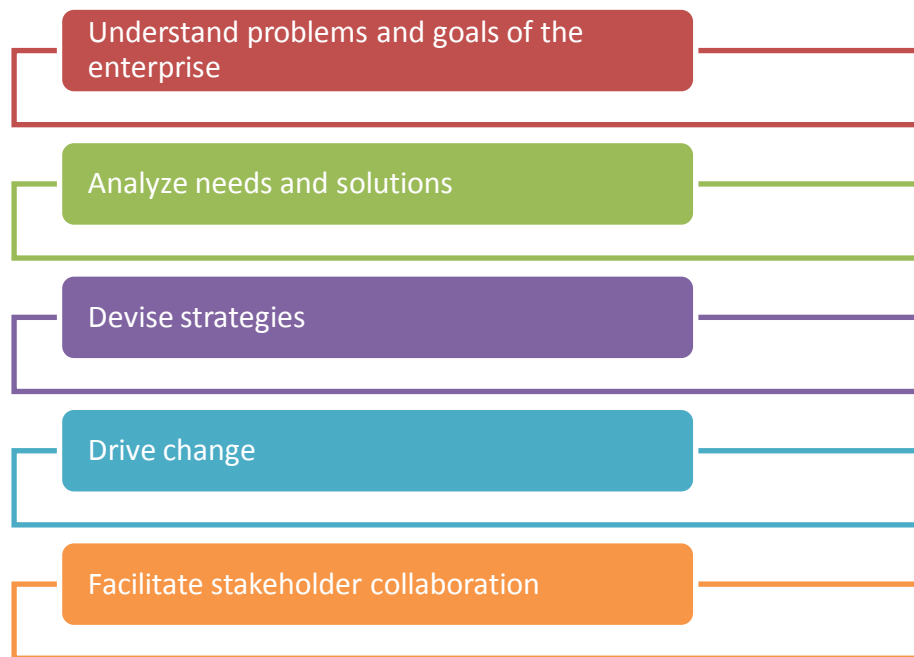 Understand problems and goals of the
enterprise
Analyze needs and solutions
Devise strategies
Drive change
Facilitate stakeholder collaboration